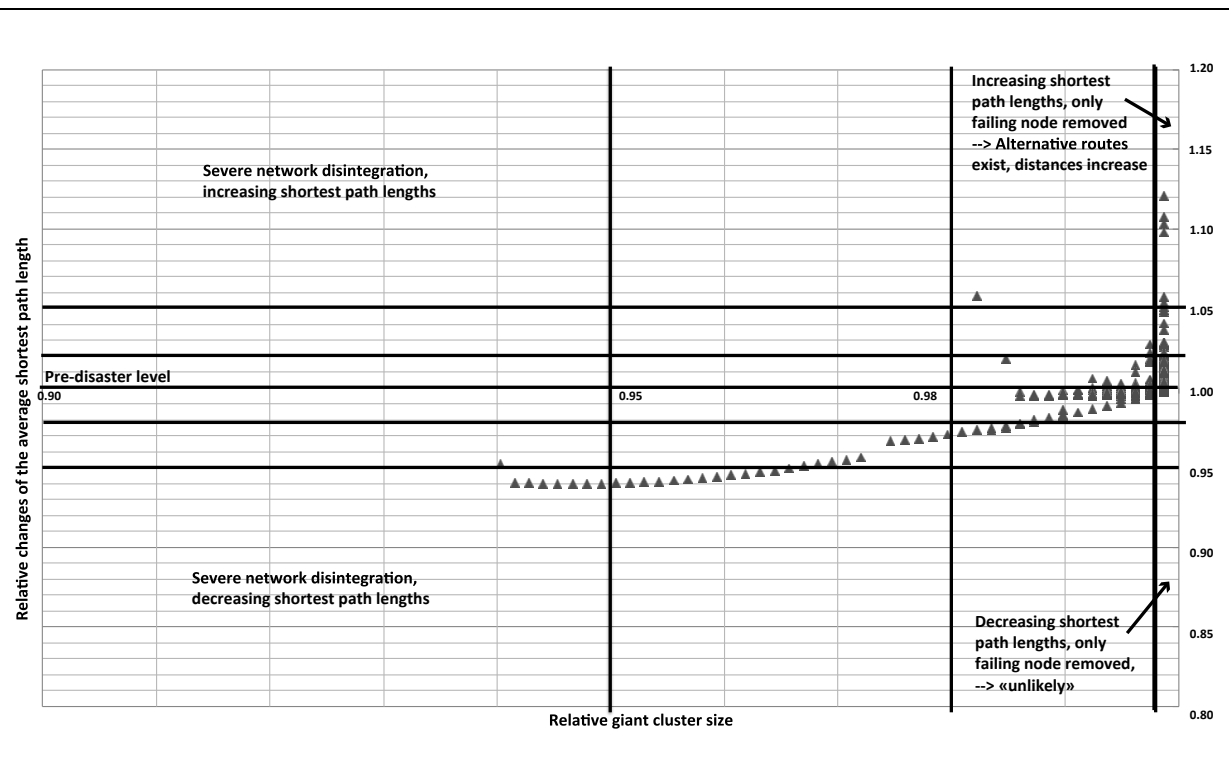 Relative changes of the average shortest path length
1.20
1.15
1.10
1.05
1.00
0.95
0.90
0.85
0.80
Increasing shortest
path lengths, only
failing node removed
--> Alternative routes
exist, distances increase
Severe network disintegration,
increasing shortest path lengths
Pre-disaster level
0.90
0.95
0.98
Severe network disintegration,
decreasing shortest path lengths
Decreasing shortest
path lengths, only
failing node removed,
--> «unlikely»
Relative giant cluster size